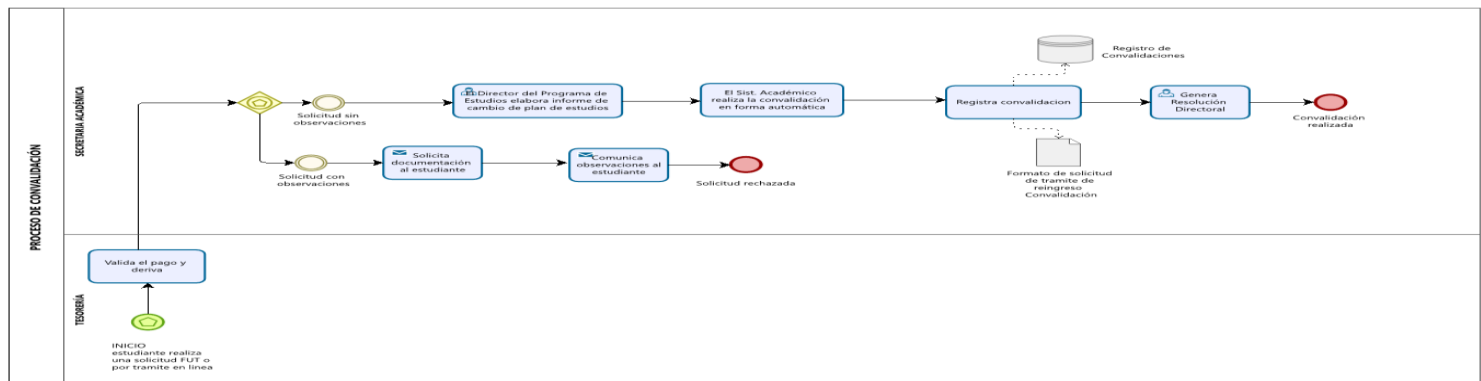 PROCESO DE CONVALIDACIÓN
SECRETARIA ACADÉMICA
Solicitud sin
observaciones
El Director del Programa de
Estudios elabora informe de
cambio de plan de estudios
El Sist. Académico
realiza la convalidación
en forma automática
Registra convalidacion
Registro de
Convalidaciones
Genera
Resolución
Directoral
Convalidación
realizada
Formato de solicitud
de tramite de
reingreso
Convalidación
Solicitud con
observaciones
Solicita
documentación
al estudiante
Comunica
observaciones al
estudiante
Solicitud rechazada
TESORERÍA
Valida el pago y
deriva
INICIO
estudiante realiza
una solicitud FUT o
por tramite en linea